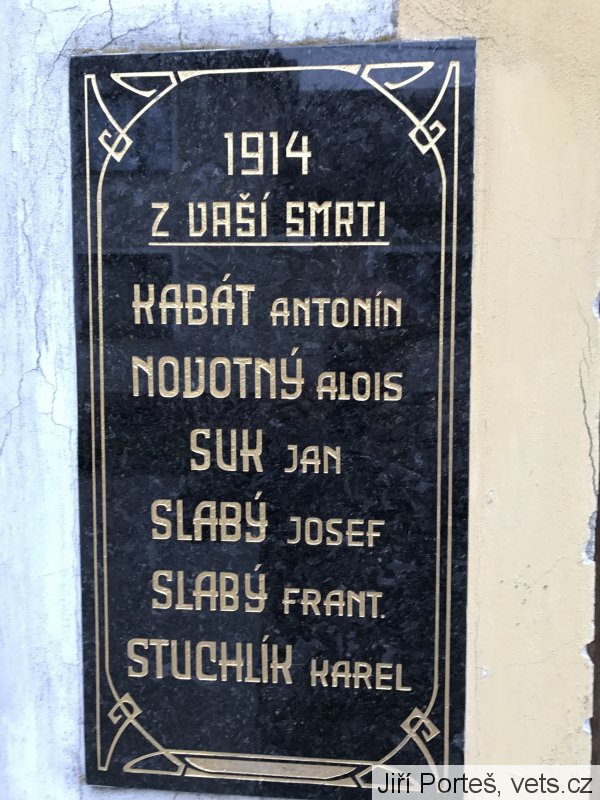 1914
Z VAŠÍ SMRTI
KABÁT ANTONÍN
NOVOTNÝ ALOIS
SUK JAN
SLABÝ JOSEF
SLABÝ FRANT.
STUCHLÍK KAREL
Jiří Porteš, vets.cz